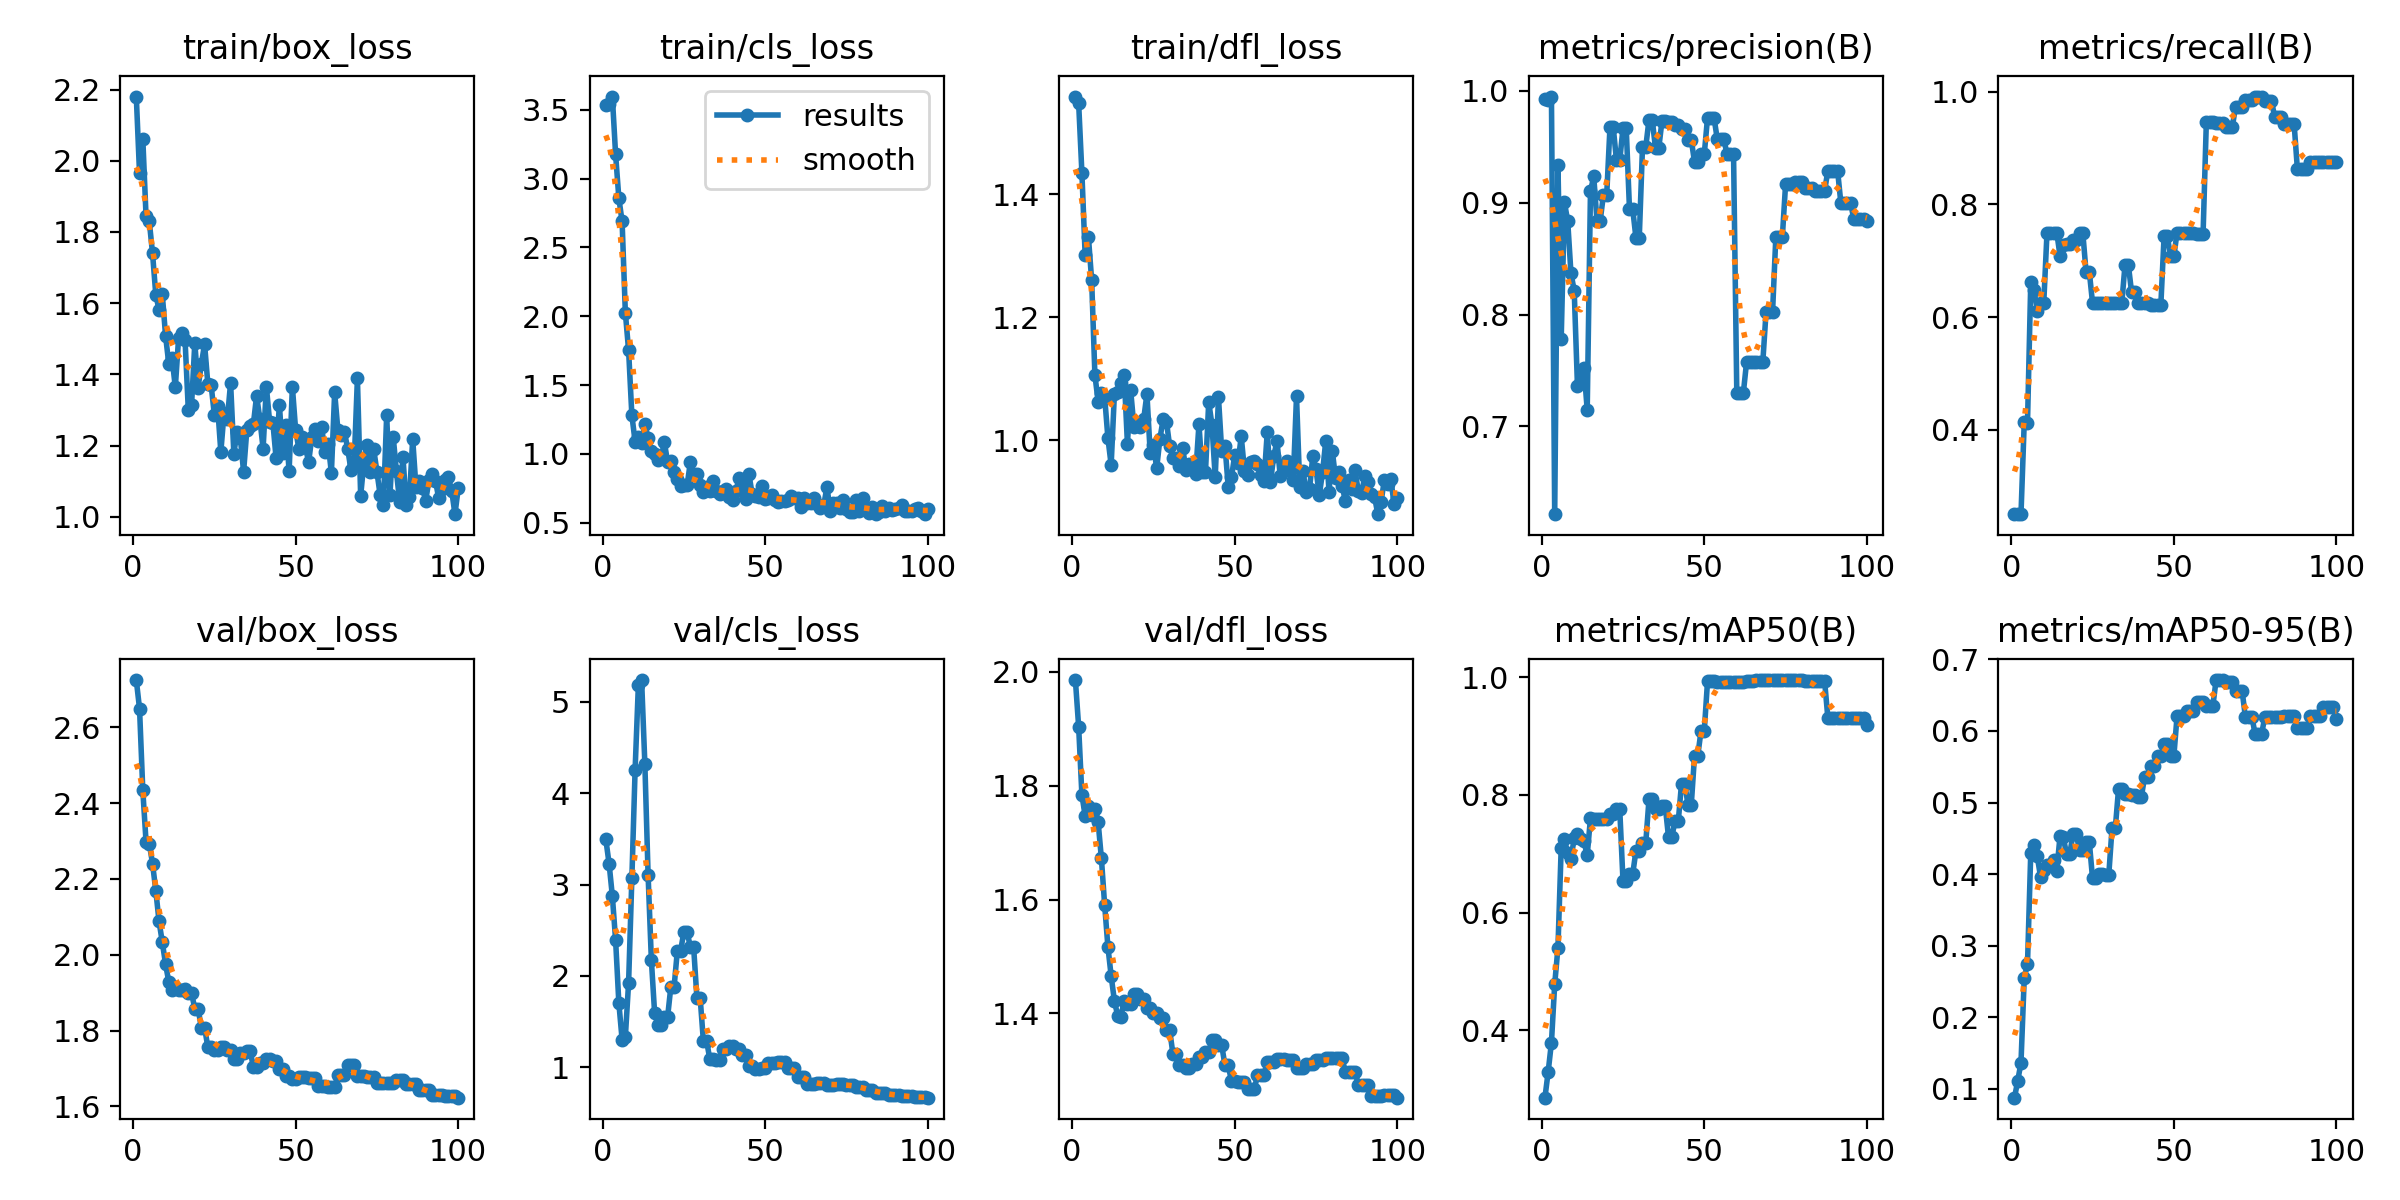 train/box_loss
2.2
2.0
1.8
1.6
1.4
1.2
1.0
0 50 100
train/cls_loss
results
smooth
3.5
3.0
2.5
2.0
1.5
1.0
0.5
0 50 100
train/dfl_loss
1.4
1.2
1.0
0 50 100
metrics/precision(B)
1.0
0.9
0.8
0.7
0 50 100
metrics/recall(B)
1.0
0.8
0.6
0.4
0 50 100
val/box_loss
2.6
2.4
2.2
2.0
1.8
1.6
0 50 100
val/cls_loss
5
4
3
2
1
0 50 100
val/dfl_loss
2.0
1.8
1.6
1.4
0 50 100
metrics/mAP50(B)
1.0
0.8
0.6
0.4
0 50 100
metrics/mAP50-95(B)
0.7
0.6
0.5
0.4
0.3
0.2
0.1
0 50 100